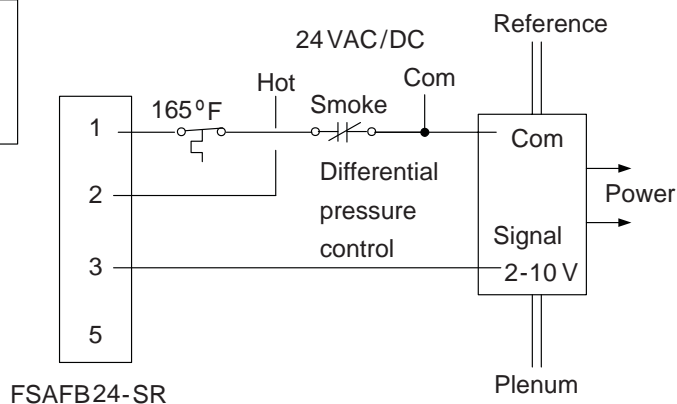 Reference
24 VAC/DC
Hot
Com
165°F
Smoke
1
Com
Differential
pressure
control
2
Power
Signal
3
2-10 V
5
Plenum
FSAFB24-SR